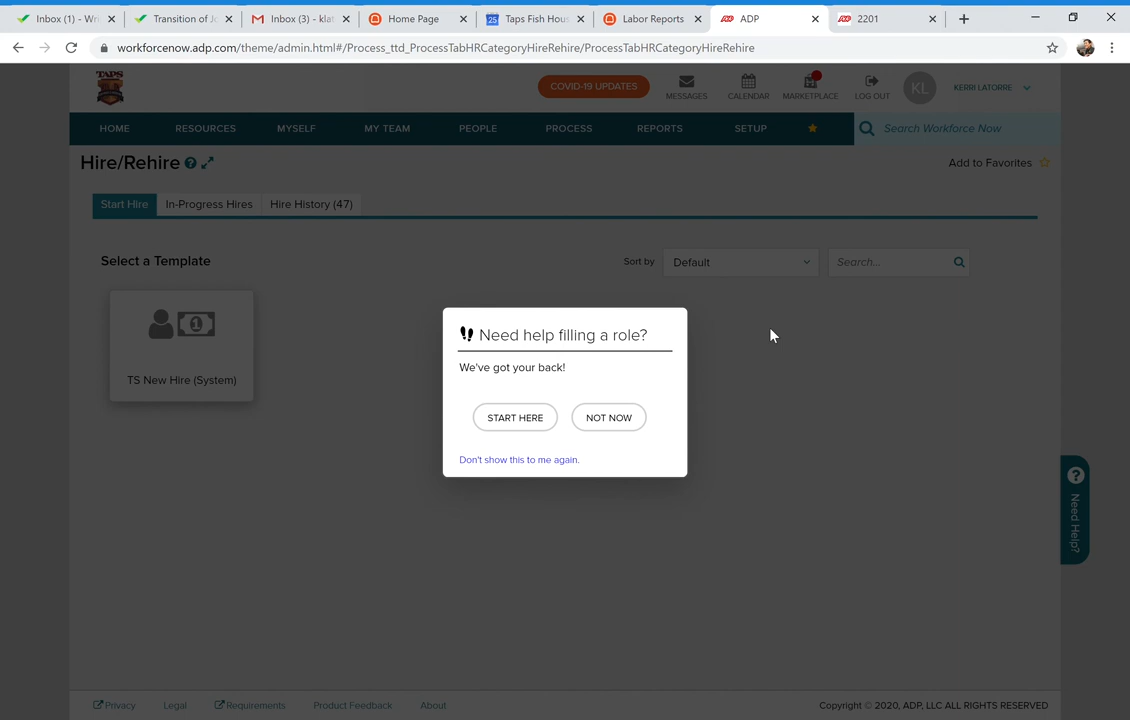 Inbox (1) - Wr
Transition of Jo
Inbox (3) - klat
Home Page
Taps Fish Hous
Labor Reports
ADP
2201
workforcenow.adp.com/theme/admin.html#/Process_ttd_ProcessTabHRCategoryHireRehire/ProcessTabHRCategoryHireRehire
TAPS
COVID-19 UPDATES
MESSAGES
CALENDAR
MARKETPLACE
LOG OUT
KL
KERRI LATORRE
HOME
RESOURCES
MYSELF
MY TEAM
PEOPLE
PROCESS
REPORTS
SETUP
Search Workforce Now
Hire/Rehire
Add to Favorites
Start Hire
In-Progress Hires
Hire History (47)
Select a Template
Sort by
Default
Search...
TS New Hire (System)
Need help filling a role?
We've got your back!
START HERE
NOT NOW
Don't show this to me again.
Need Help?
Privacy
Legal
Requirements
Product Feedback
About
Copyright © 2020, ADP, LLC ALL RIGHTS RESERVED